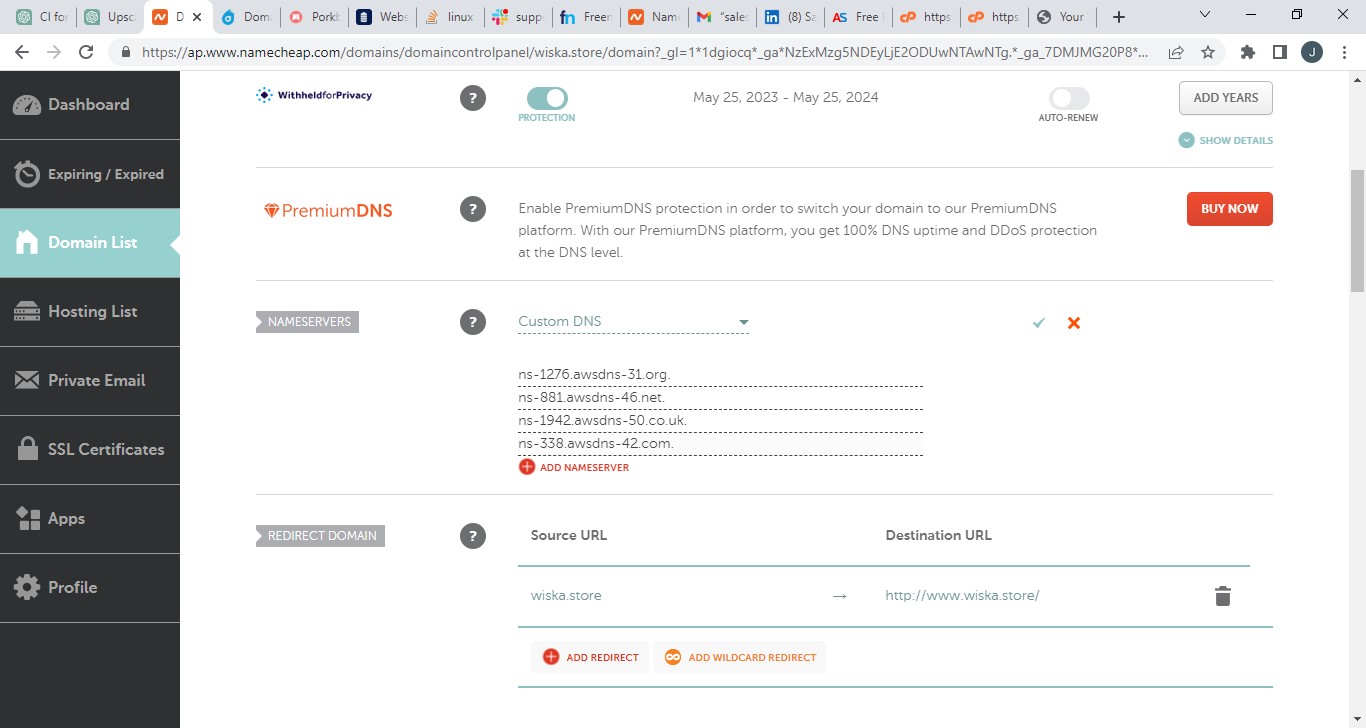 CI for
Upsc
D
Dom
Porkb
Webs
linux
supp
Freen
Name
"sales
(8) Sa
Free
https
https
Your
https://ap.www.namecheap.com/domains/domaincontrolpanel/wiska.store/domain?_gl=1*1dgiocq*_ga*NzExMzg5NDEyLjE2ODUwNTAwNTg.*_ga_7DMJMG20P8*...
J
Dashboard
Expiring / Expired
Domain List
Hosting List
Private Email
SSL Certificates
Apps
Profile
WithheldforPrivacy
?
PROTECTION
May 25, 2023 - May 25, 2024
AUTO-RENEW
ADD YEARS
SHOW DETAILS
PremiumDNS
?
Enable PremiumDNS protection in order to switch your domain to our PremiumDNS
platform. With our PremiumDNS platform, you get 100% DNS uptime and DDoS protection
at the DNS level.
BUY NOW
NAMESERVERS
?
Custom DNS
ns-1276.awsdns-31.org.
ns-881.awsdns-46.net.
ns-1942.awsdns-50.co.uk.
ns-338.awsdns-42.com.
ADD NAMESERVER
REDIRECT DOMAIN
?
Source URL
Destination URL
wiska.store
→
http://www.wiska.store/
ADD REDIRECT
ADD WILDCARD REDIRECT